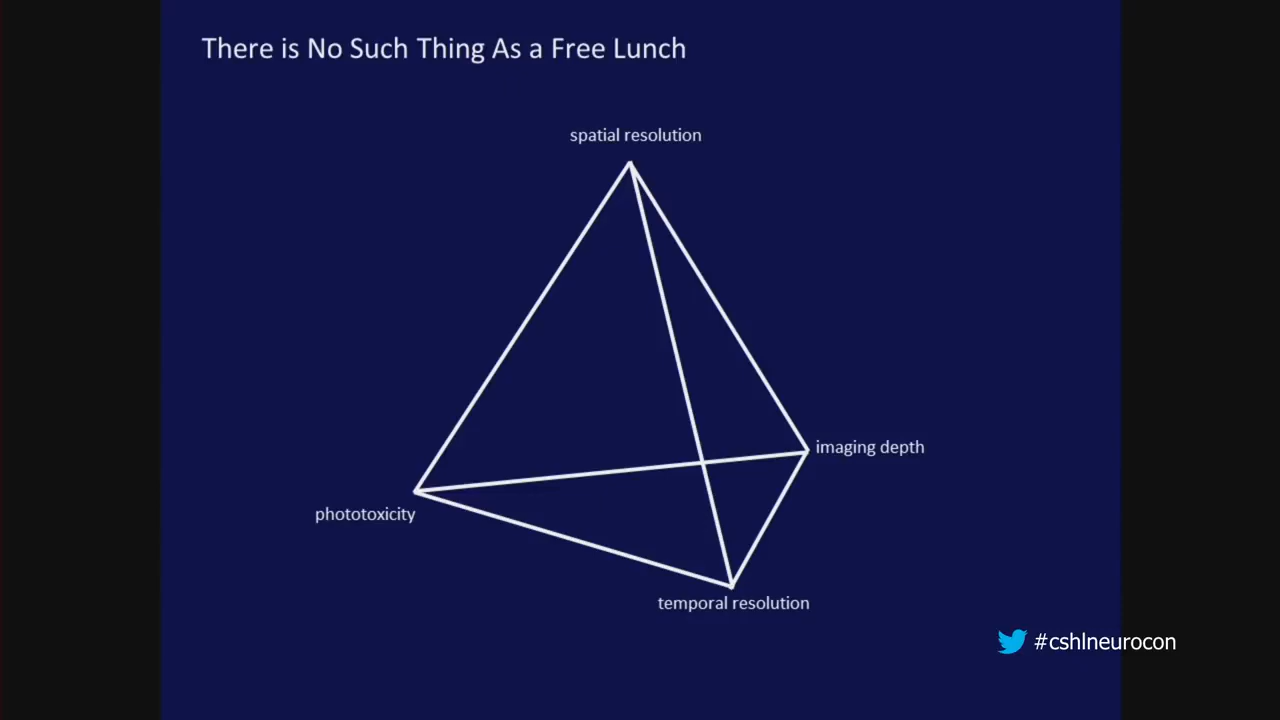 There is No Such Thing As a Free Lunch
spatial resolution
imaging depth
phototoxicity
temporal resolution
#cshlneurocon